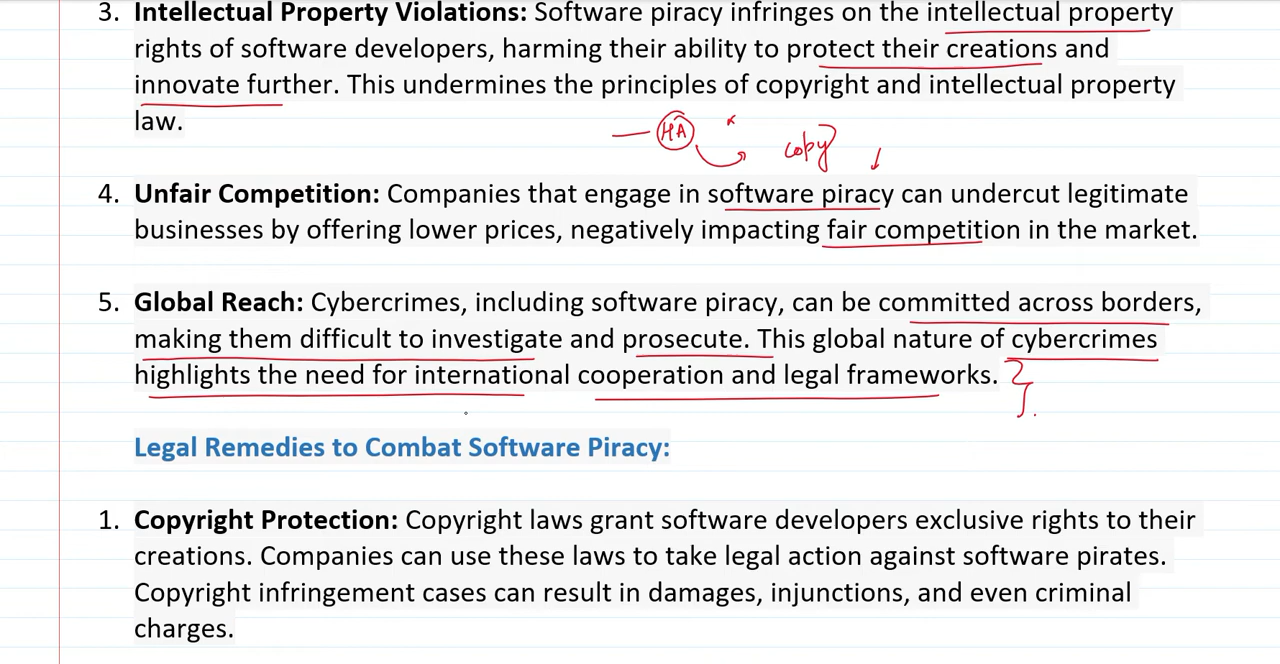 3. Intellectual Property Violations: Software piracy infringes on the intellectual property
rights of software developers, harming their ability to protect their creations and
innovate further. This undermines the principles of copyright and intellectual property
law.
HA copy
4. Unfair Competition: Companies that engage in software piracy can undercut legitimate
businesses by offering lower prices, negatively impacting fair competition in the market.
5. Global Reach: Cybercrimes, including software piracy, can be committed across borders,
making them difficult to investigate and prosecute. This global nature of cybercrimes
highlights the need for international cooperation and legal frameworks.
Legal Remedies to Combat Software Piracy:
1. Copyright Protection: Copyright laws grant software developers exclusive rights to their
creations. Companies can use these laws to take legal action against software pirates.
Copyright infringement cases can result in damages, injunctions, and even criminal
charges.